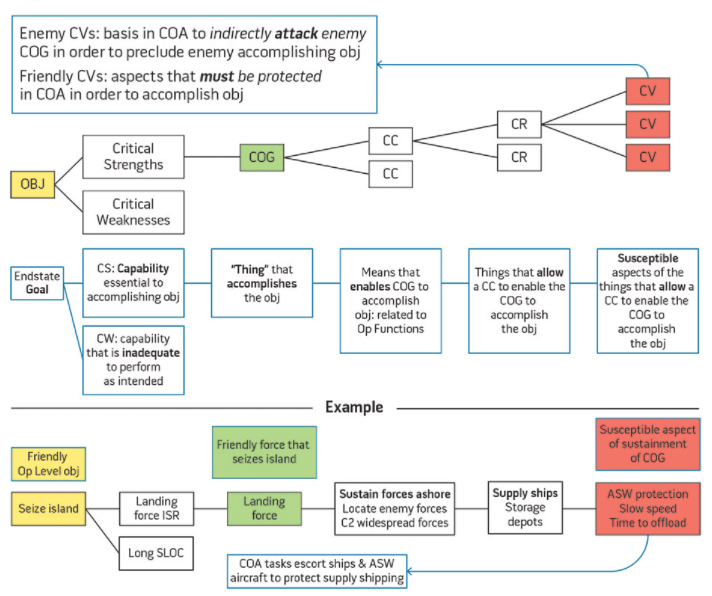 Enemy CVs: basis in COA to indirectly attack enemy
COG in order to preclude enemy accomplishing obj
Friendly CVs: aspects that must be protected
in COA in order to accomplish obj
CV
CR
CV
Critical
Strengths
CC
COG
CR
CV
CC
OBJ
Critical
Weaknesses
Endstate
Goal
CS: Capability
essential to
accomplishing obj
"Thing" that
accomplishes
the obj
Means that
enables COG to
accomplish
obj: related to
Op Functions
Things that allow
a CC to enable the
COG to
accomplish
the obj
Susceptible
aspects of the
things that allow a
CC to enable the
COG to
accomplish
the obj
CW: capability
that is inadequate
to perform
as intended
Example
Friendly
Op Level obj
Friendly force that
seizes island
Susceptible aspect
of sustainment
of COG
Seize island
Landing
force ISR
Landing
force
Sustain forces ashore
Locate enemy forces
C2 widespread forces
Supply ships
Storage
depots
ASW protection
Slow speed
Time to offload
Long SLOC
COA tasks escort ships & ASW
aircraft to protect supply shipping